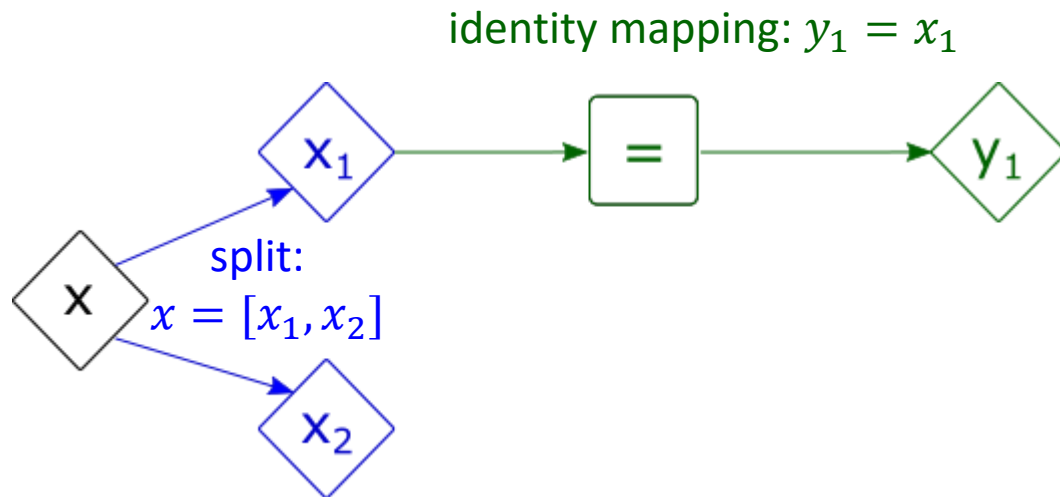 identity mapping: y₁ = x₁
x₁
=
y₁
split:
x
x = [x₁, x₂]
x₂